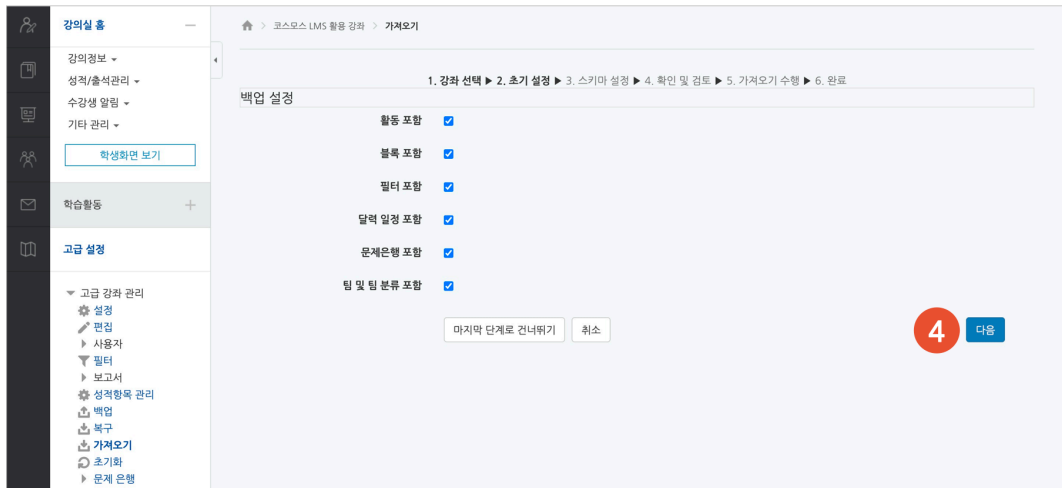 강의실 홈
강의정보
성적/출석관리
수강생 알림
기타 관리
학생화면 보기
학습활동
고급 설정
고급 강좌 관리
설정
편집
사용자
필터
보고서
성적항목 관리
백업
복구
가져오기
초기화
문제 은행
코스모스 LMS 활용 강좌 > 가져오기
1. 강좌 선택 ▶ 2. 초기 설정 ▶ 3. 스키마 설정 ▶ 4. 확인 및 검토 ▶ 5. 가져오기 수행 ▶ 6. 완료
백업 설정
활동 포함
블록 포함
필터 포함
달력 일정 포함
문제은행 포함
팀 및 팀 분류 포함
마지막 단계로 건너뛰기 취소 4 다음